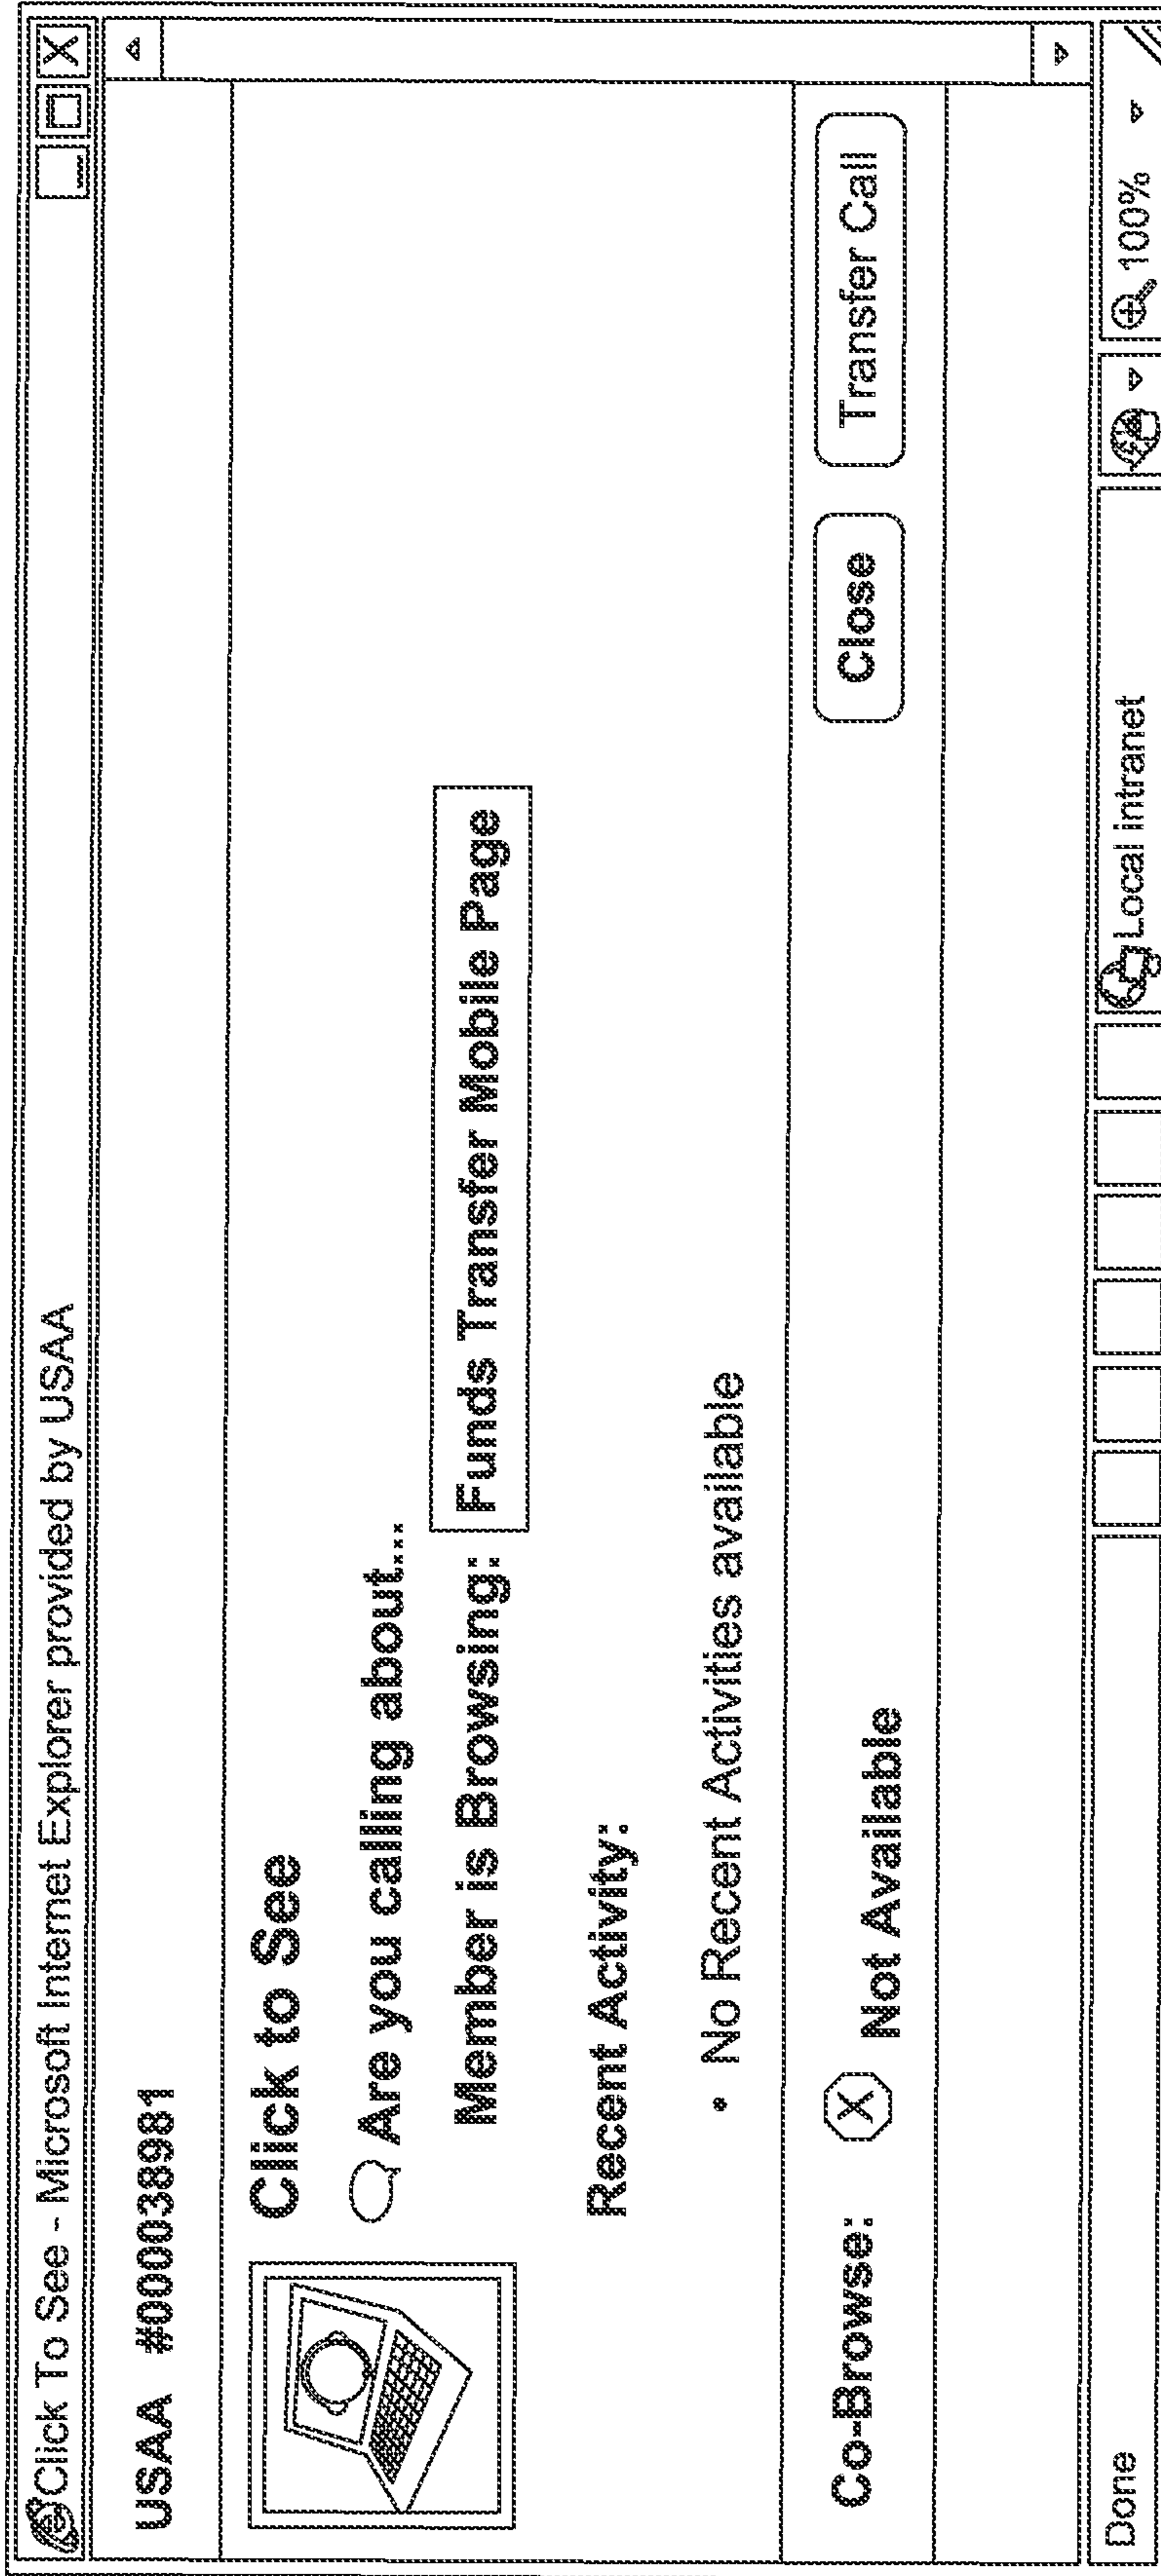 Click To See - Microsoft Internet Explorer provided by USAA
USAA #00038981
Click to See
Are you calling about...
Member is Browsing: Funds Transfer Mobile Page
Recent Activity:
• No Recent Activities available
Co-Browse: X Not Available Close Transfer Call
Done Local intranet 100%